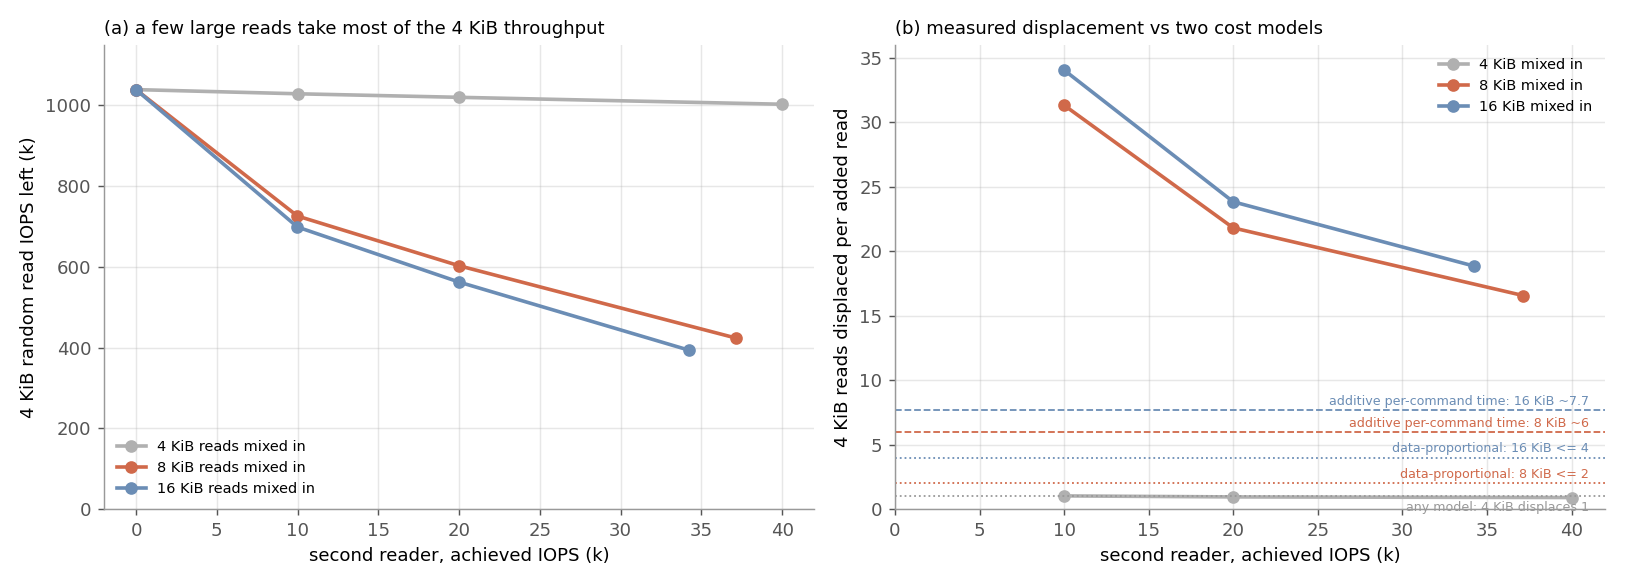 (a) a few large reads take most of the 4 KiB throughput
4 KiB random read IOPS left (k)
1000
800
600
400
200
0
4 KiB reads mixed in
8 KiB reads mixed in
16 KiB reads mixed in
0 5 10 15 20 25 30 35 40
second reader, achieved IOPS (k)
(b) measured displacement vs two cost models
4 KiB reads displaced per added read
35
30
25
20
15
10
5
0
4 KiB mixed in
8 KiB mixed in
16 KiB mixed in
additive per-command time: 16 KiB ~7.7
additive per-command time: 8 KiB ~6
data-proportional: 16 KiB <= 4
data-proportional: 8 KiB <= 2
any model: 4 KiB displaces 1
0 5 10 15 20 25 30 35 40
second reader, achieved IOPS (k)